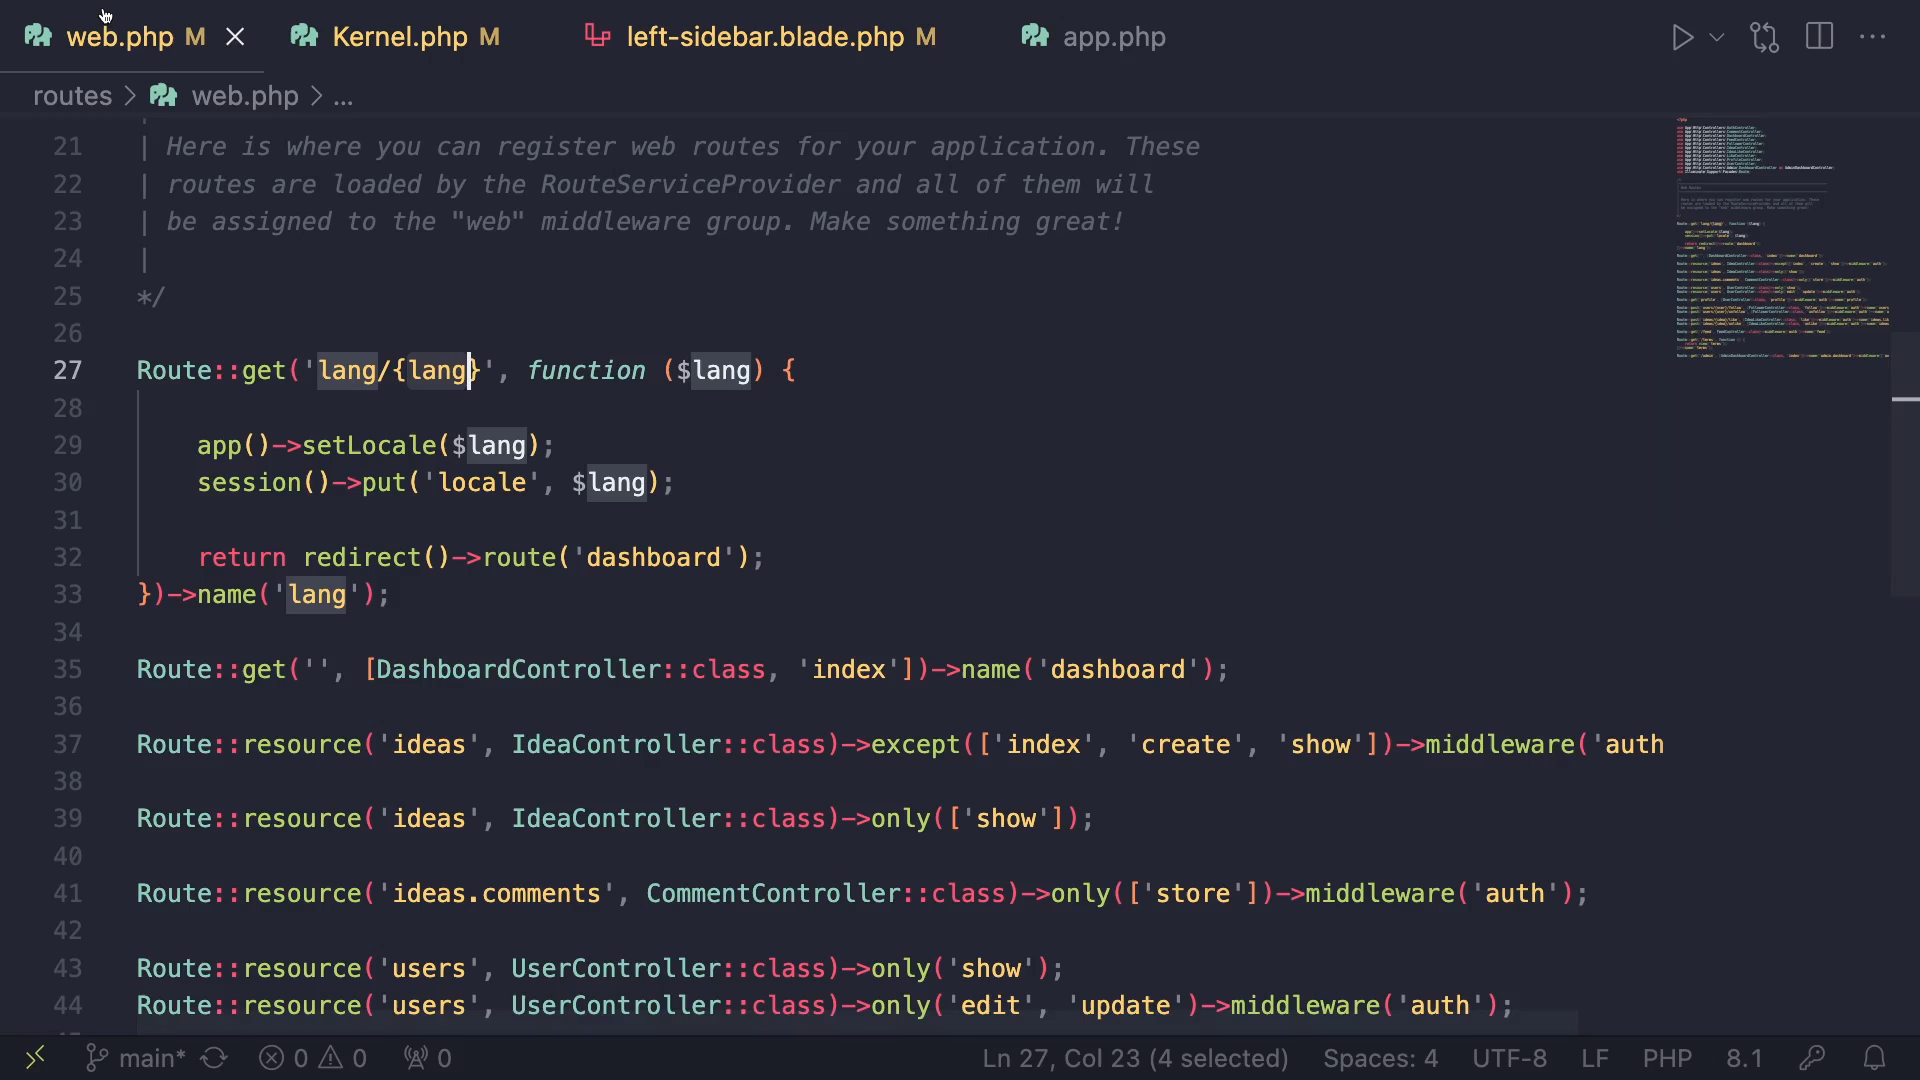 web.php M
Kernel.php M
left-sidebar.blade.php M
app.php
routes > web.php > ...
21 | Here is where you can register web routes for your application. These
22 | routes are loaded by the RouteServiceProvider and all of them will
23 | be assigned to the "web" middleware group. Make something great!
24 |
25 */
26
27 Route::get('lang/{lang}', function ($lang) {
28
29 app()->setLocale($lang);
30 session()->put('locale', $lang);
31
32 return redirect()->route('dashboard');
33 })->name('lang');
34
35 Route::get('', [DashboardController::class, 'index'])->name('dashboard');
36
37 Route::resource('ideas', IdeaController::class)->except(['index', 'create', 'show'])->middleware('auth
38
39 Route::resource('ideas', IdeaController::class)->only(['show']);
40
41 Route::resource('ideas.comments', CommentController::class)->only(['store'])->middleware('auth');
42
43 Route::resource('users', UserController::class)->only('show');
44 Route::resource('users', UserController::class)->only('edit', 'update')->middleware('auth');
main* 0 0 0 Ln 27, Col 23 (4 selected) Spaces: 4 UTF-8 LF PHP 8.1